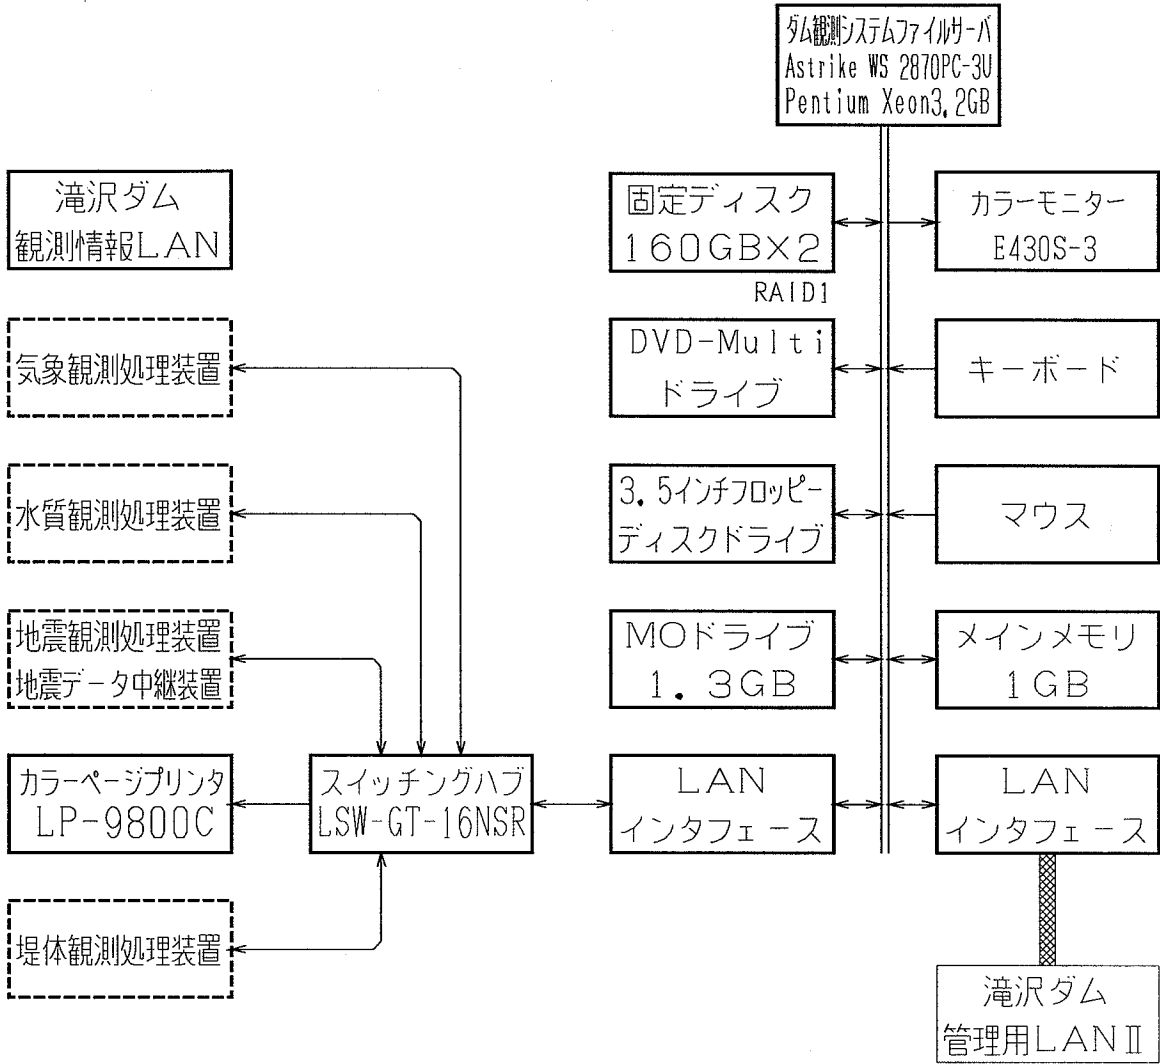 ダム観測システムファイルサーバ
Astrike WS 2870PC-3U
Pentium Xeon3.2GB
滝沢ダム
観測情報LAN
固定ディスク
160GB×2
RAID1
カラーモニター
E430S-3
気象観測処理装置
DVD-Multi
ドライブ
キーボード
水質観測処理装置
3.5インチフロッピー
ディスクドライブ
マウス
地震観測処理装置
地震データ中継装置
MOドライブ
1.3GB
メインメモリ
1GB
カラーページプリンタ
LP-9800C
スイッチングハブ
LSW-GT-16NSR
LAN
インタフェース
LAN
インタフェース
堤体観測処理装置
滝沢ダム
管理用LANⅡ